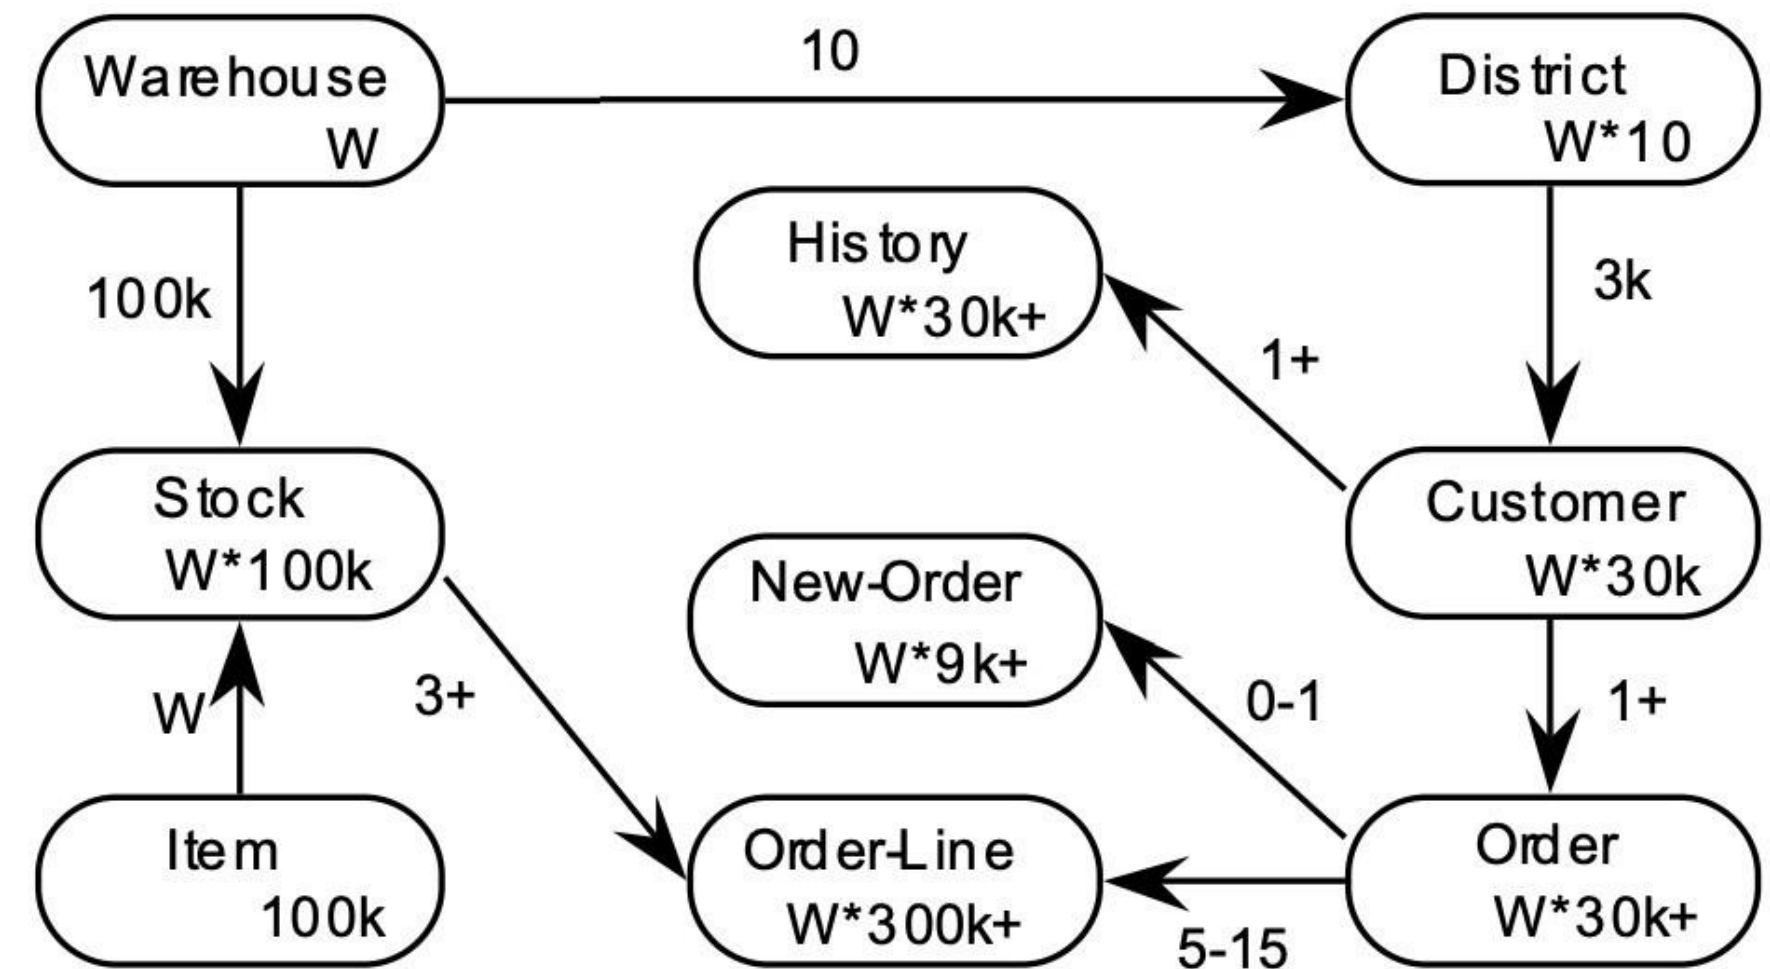 Warehouse
W
10
District
W*10
History
W*30k+
100k
3k
1+
Stock
W*100k
Customer
W*30k
New-Order
W*9k+
W
3+
0-1
1+
Item
100k
Order-Line
W*300k+
5-15
Order
W*30k+